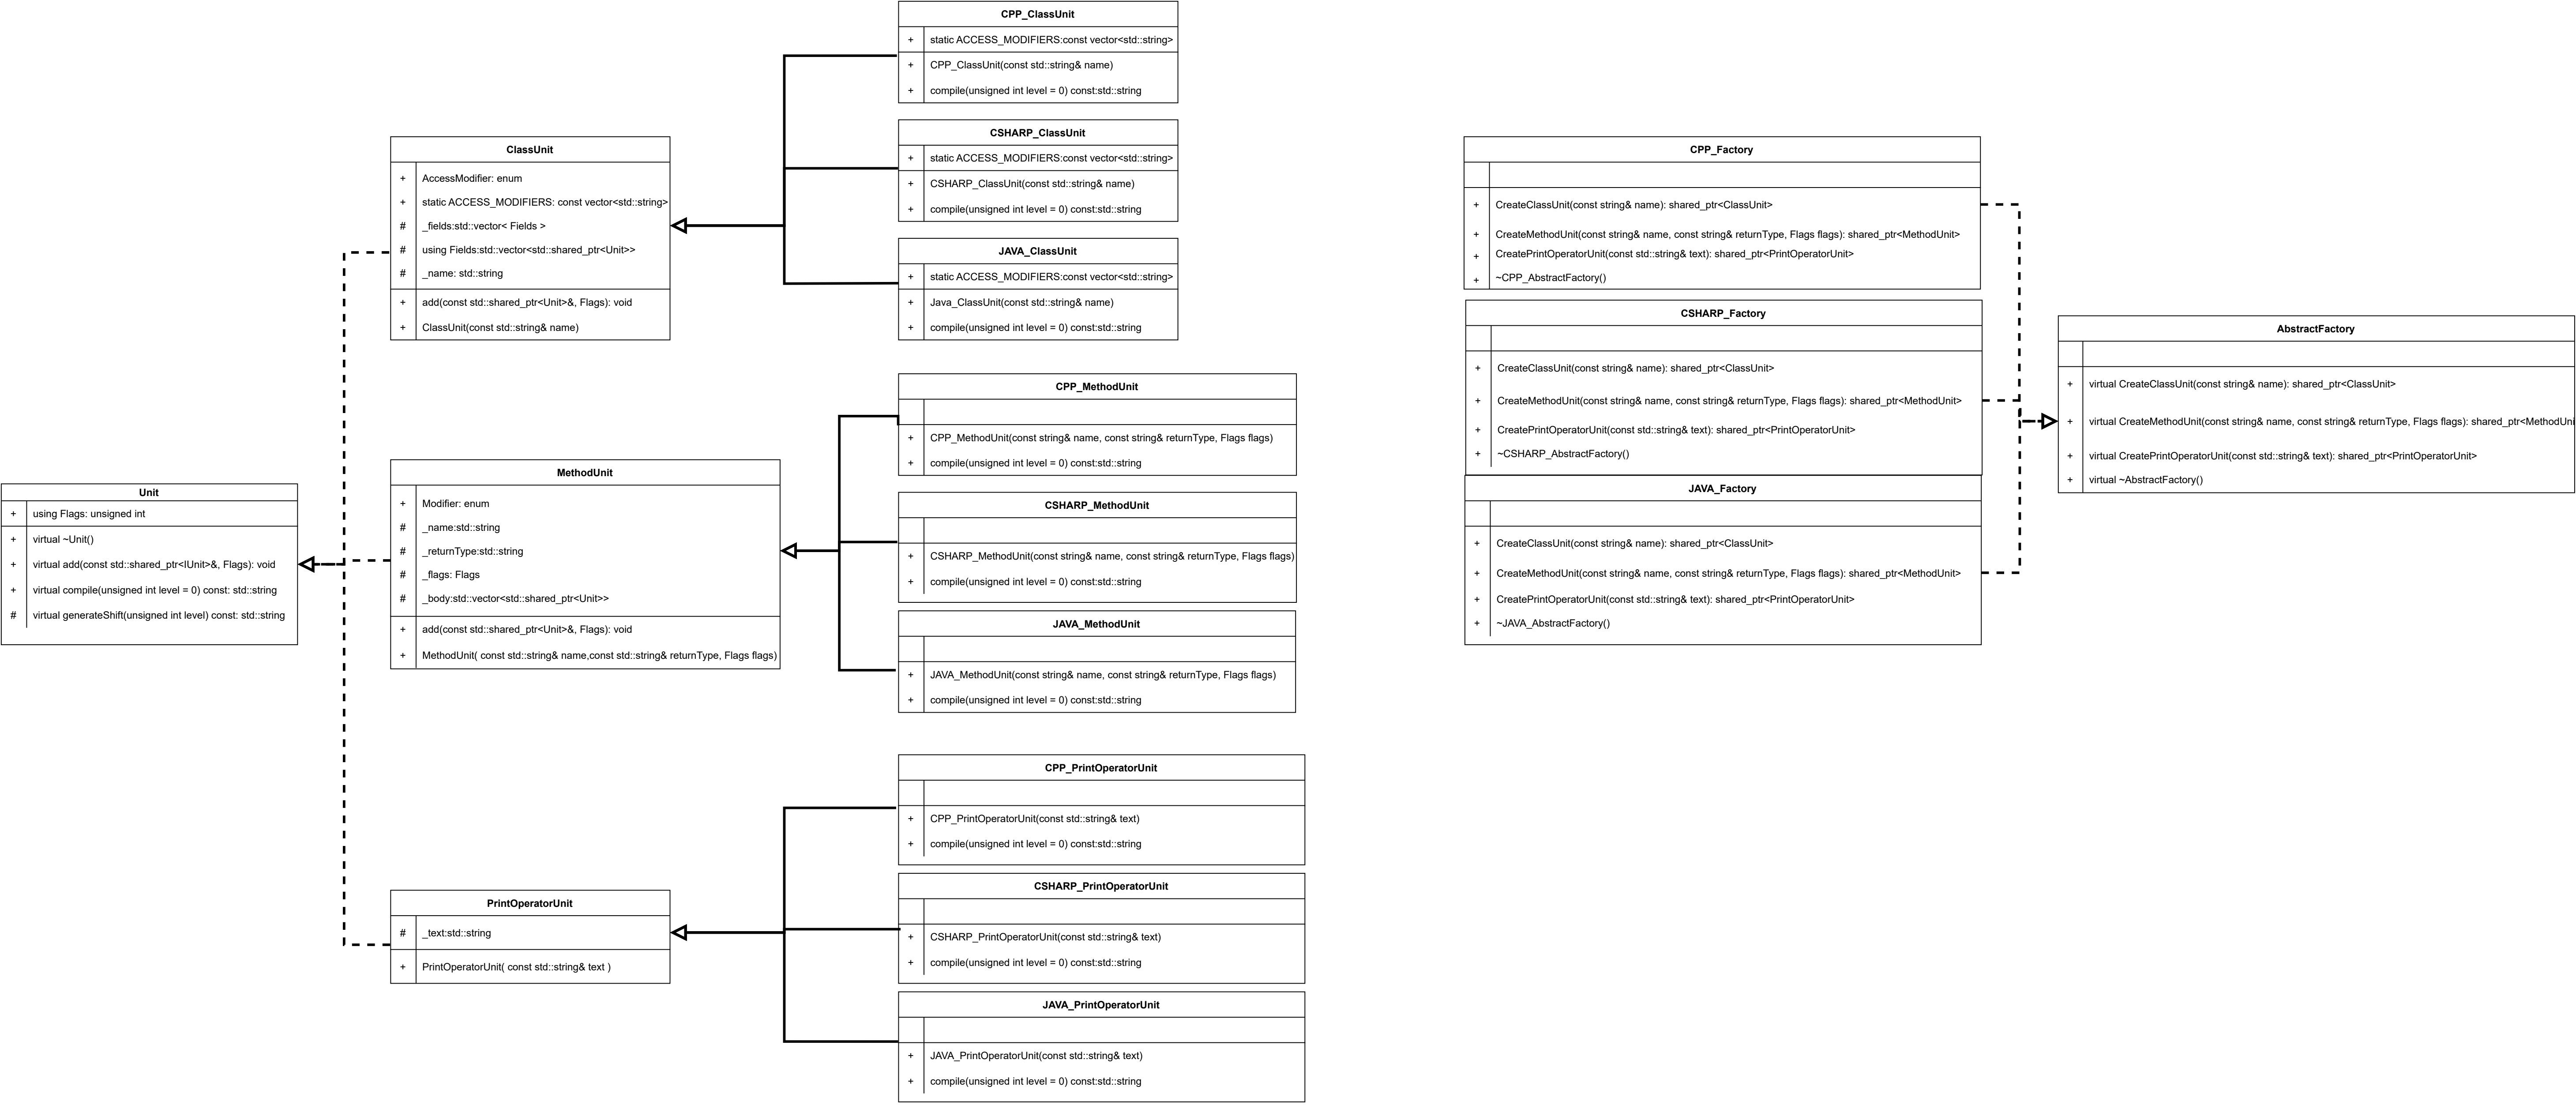 Unit
+ using Flags: unsigned int
+ virtual ~Unit()
+ virtual add(const std::shared_ptr<IUnit>&, Flags): void
+ virtual compile(unsigned int level = 0) const: std::string
# virtual generateShift(unsigned int level) const: std::string
ClassUnit
+ AccessModifier: enum
+ static ACCESS_MODIFIERS: const vector<std::string>
# _fields:std::vector< Fields >
# using Fields:std::vector<std::shared_ptr<Unit>>
# _name: std::string
+ add(const std::shared_ptr<Unit>&, Flags): void
+ ClassUnit(const std::string& name)
MethodUnit
+ Modifier: enum
# _name:std::string
# _returnType:std::string
# _flags: Flags
# _body:std::vector<std::shared_ptr<Unit>>
+ add(const std::shared_ptr<Unit>&, Flags): void
+ MethodUnit( const std::string& name,const std::string& returnType, Flags flags)
PrintOperatorUnit
# _text:std::string
+ PrintOperatorUnit( const std::string& text )
CPP_ClassUnit
+ static ACCESS_MODIFIERS:const vector<std::string>
+ CPP_ClassUnit(const std::string& name)
+ compile(unsigned int level = 0) const:std::string
CSHARP_ClassUnit
+ static ACCESS_MODIFIERS:const vector<std::string>
+ CSHARP_ClassUnit(const std::string& name)
+ compile(unsigned int level = 0) const:std::string
JAVA_ClassUnit
+ static ACCESS_MODIFIERS:const vector<std::string>
+ Java_ClassUnit(const std::string& name)
+ compile(unsigned int level = 0) const:std::string
CPP_MethodUnit
+ CPP_MethodUnit(const string& name, const string& returnType, Flags flags)
+ compile(unsigned int level = 0) const:std::string
CSHARP_MethodUnit
+ CSHARP_MethodUnit(const string& name, const string& returnType, Flags flags)
+ compile(unsigned int level = 0) const:std::string
JAVA_MethodUnit
+ JAVA_MethodUnit(const string& name, const string& returnType, Flags flags)
+ compile(unsigned int level = 0) const:std::string
CPP_PrintOperatorUnit
+ CPP_PrintOperatorUnit(const std::string& text)
+ compile(unsigned int level = 0) const:std::string
CSHARP_PrintOperatorUnit
+ CSHARP_PrintOperatorUnit(const std::string& text)
+ compile(unsigned int level = 0) const:std::string
JAVA_PrintOperatorUnit
+ JAVA_PrintOperatorUnit(const std::string& text)
+ compile(unsigned int level = 0) const:std::string
CPP_Factory
+ CreateClassUnit(const string& name): shared_ptr<ClassUnit>
+ CreateMethodUnit(const string& name, const string& returnType, Flags flags): shared_ptr<MethodUnit>
+ CreatePrintOperatorUnit(const std::string& text): shared_ptr<PrintOperatorUnit>
+ ~CPP_AbstractFactory()
CSHARP_Factory
+ CreateClassUnit(const string& name): shared_ptr<ClassUnit>
+ CreateMethodUnit(const string& name, const string& returnType, Flags flags): shared_ptr<MethodUnit>
+ CreatePrintOperatorUnit(const std::string& text): shared_ptr<PrintOperatorUnit>
+ ~CSHARP_AbstractFactory()
JAVA_Factory
+ CreateClassUnit(const string& name): shared_ptr<ClassUnit>
+ CreateMethodUnit(const string& name, const string& returnType, Flags flags): shared_ptr<MethodUnit>
+ CreatePrintOperatorUnit(const std::string& text): shared_ptr<PrintOperatorUnit>
+ ~JAVA_AbstractFactory()
AbstractFactory
+ virtual CreateClassUnit(const string& name): shared_ptr<ClassUnit>
+ virtual CreateMethodUnit(const string& name, const string& returnType, Flags flags): shared_ptr<MethodUni
+ virtual CreatePrintOperatorUnit(const std::string& text): shared_ptr<PrintOperatorUnit>
+ virtual ~AbstractFactory()